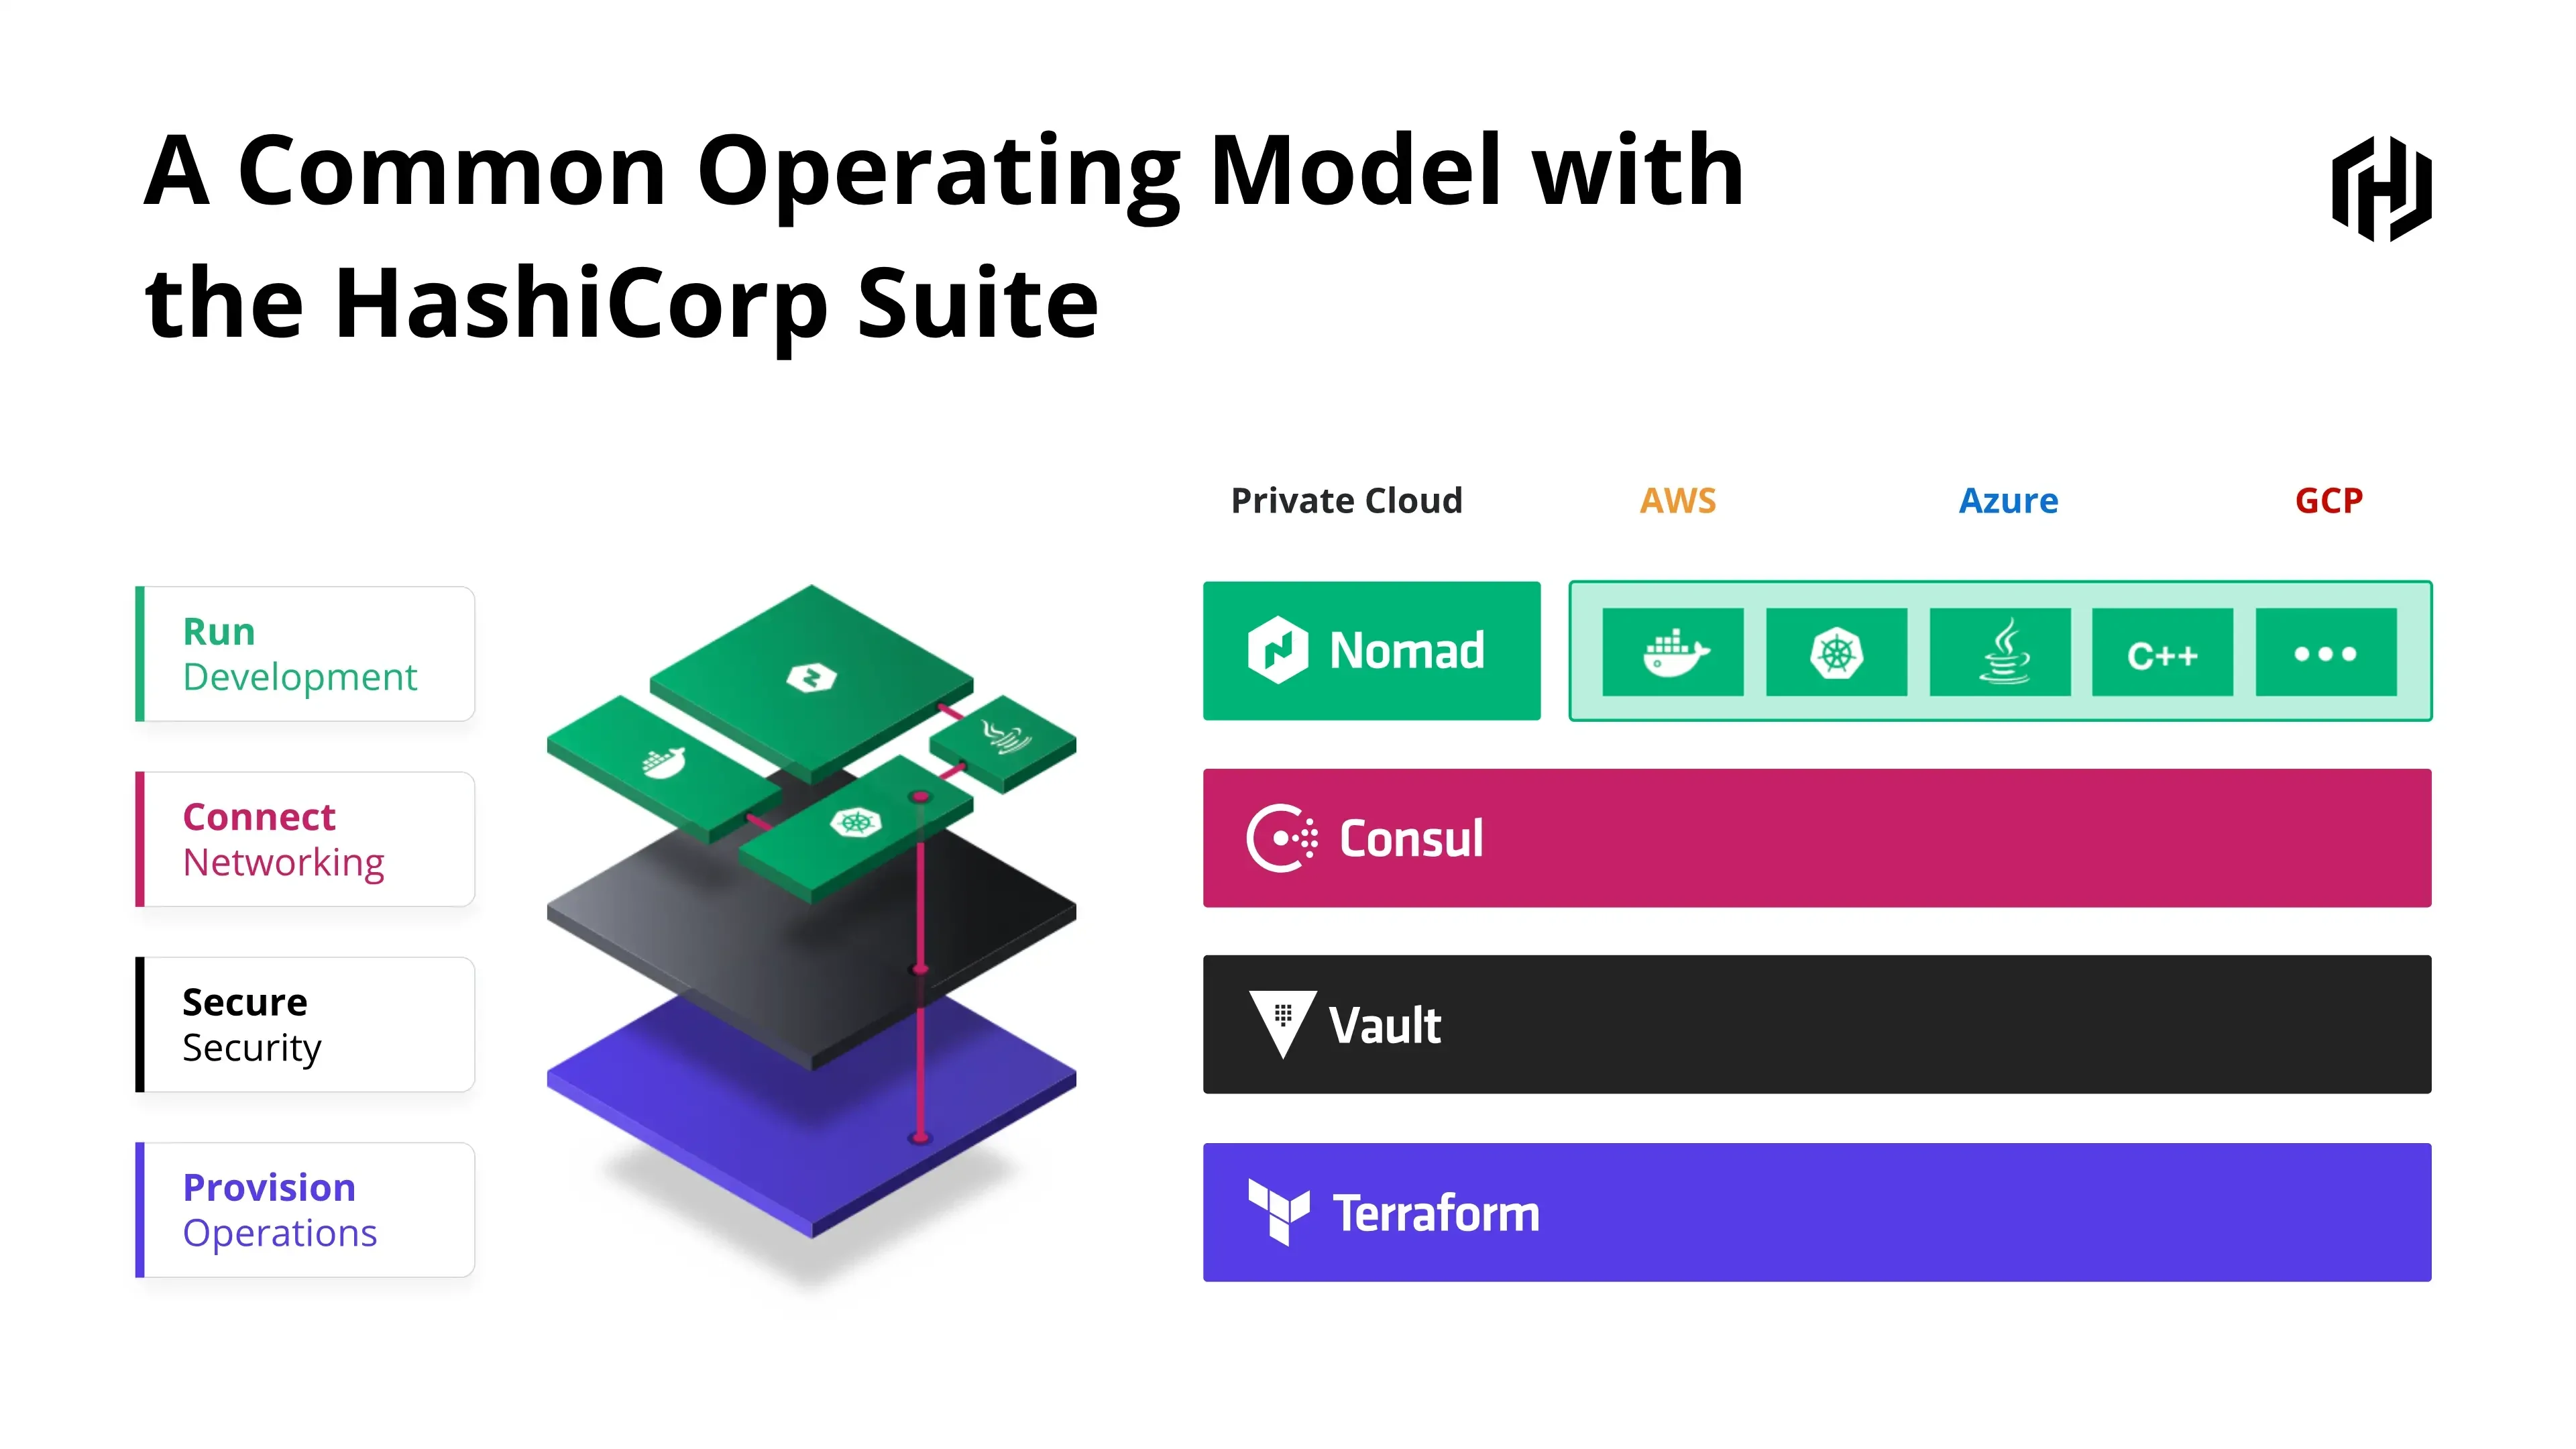 A Common Operating Model with
the HashiCorp Suite
Private Cloud
AWS
Azure
GCP
Run
Development
Nomad
C++
Connect
Networking
Consul
Secure
Security
Vault
Provision
Operations
Terraform